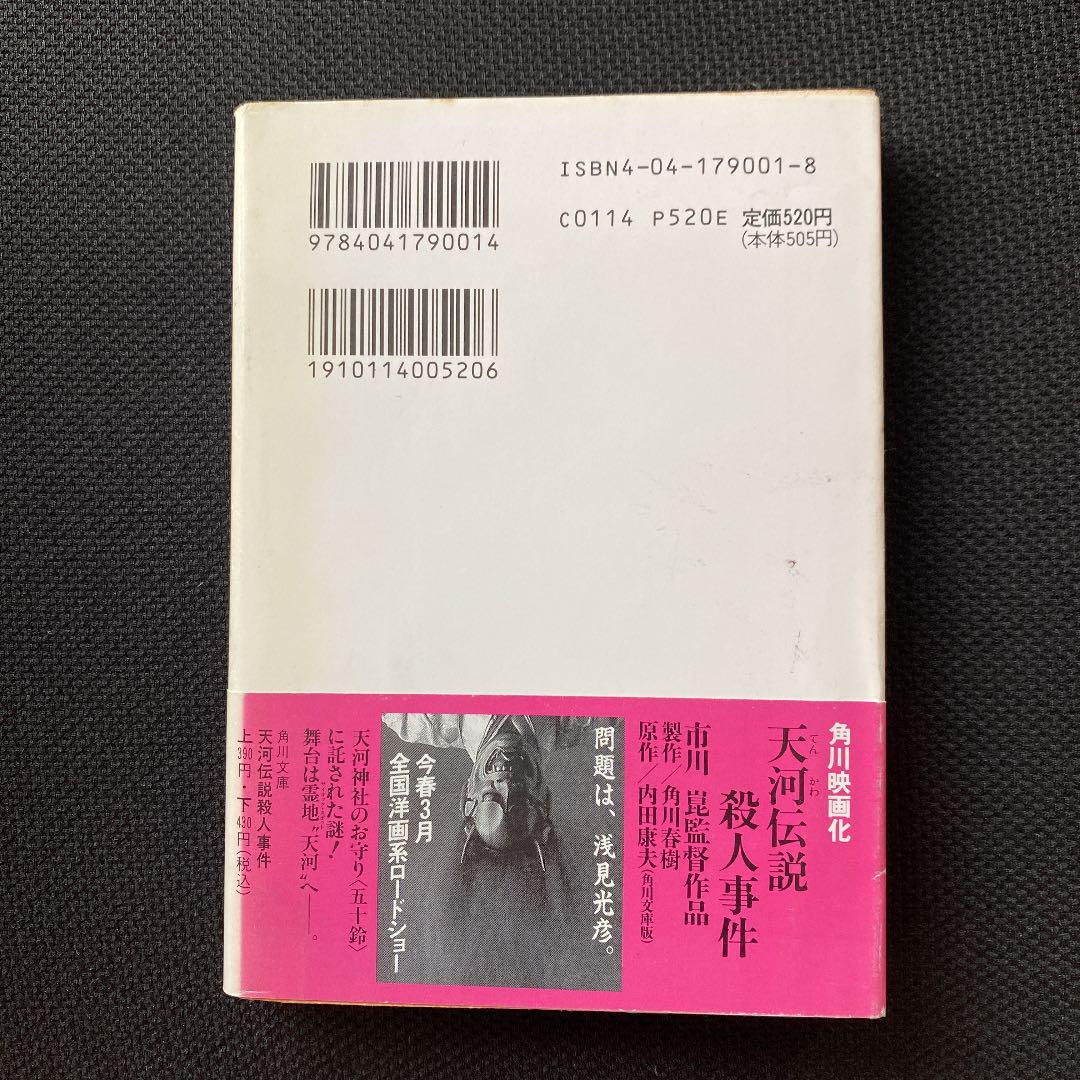 ISBN4-04-179001-8
9784041790014
C0114 P520E 定価520円
(本体505円)
1910114005206
角川映画化
天河伝説
てん かわ
殺人事件
市川 崑監督作品
製作/角川春樹
原作/内田康夫(角川文庫版)
問題は、浅見光彦。
今春3月
全国洋画系ロードショー
天河神社のお守り〈五十鈴〉
に託された謎!
舞台は霊地〝天河〟へ——。
角川文庫
天河伝説殺人事件
上390円・下430円(税込)